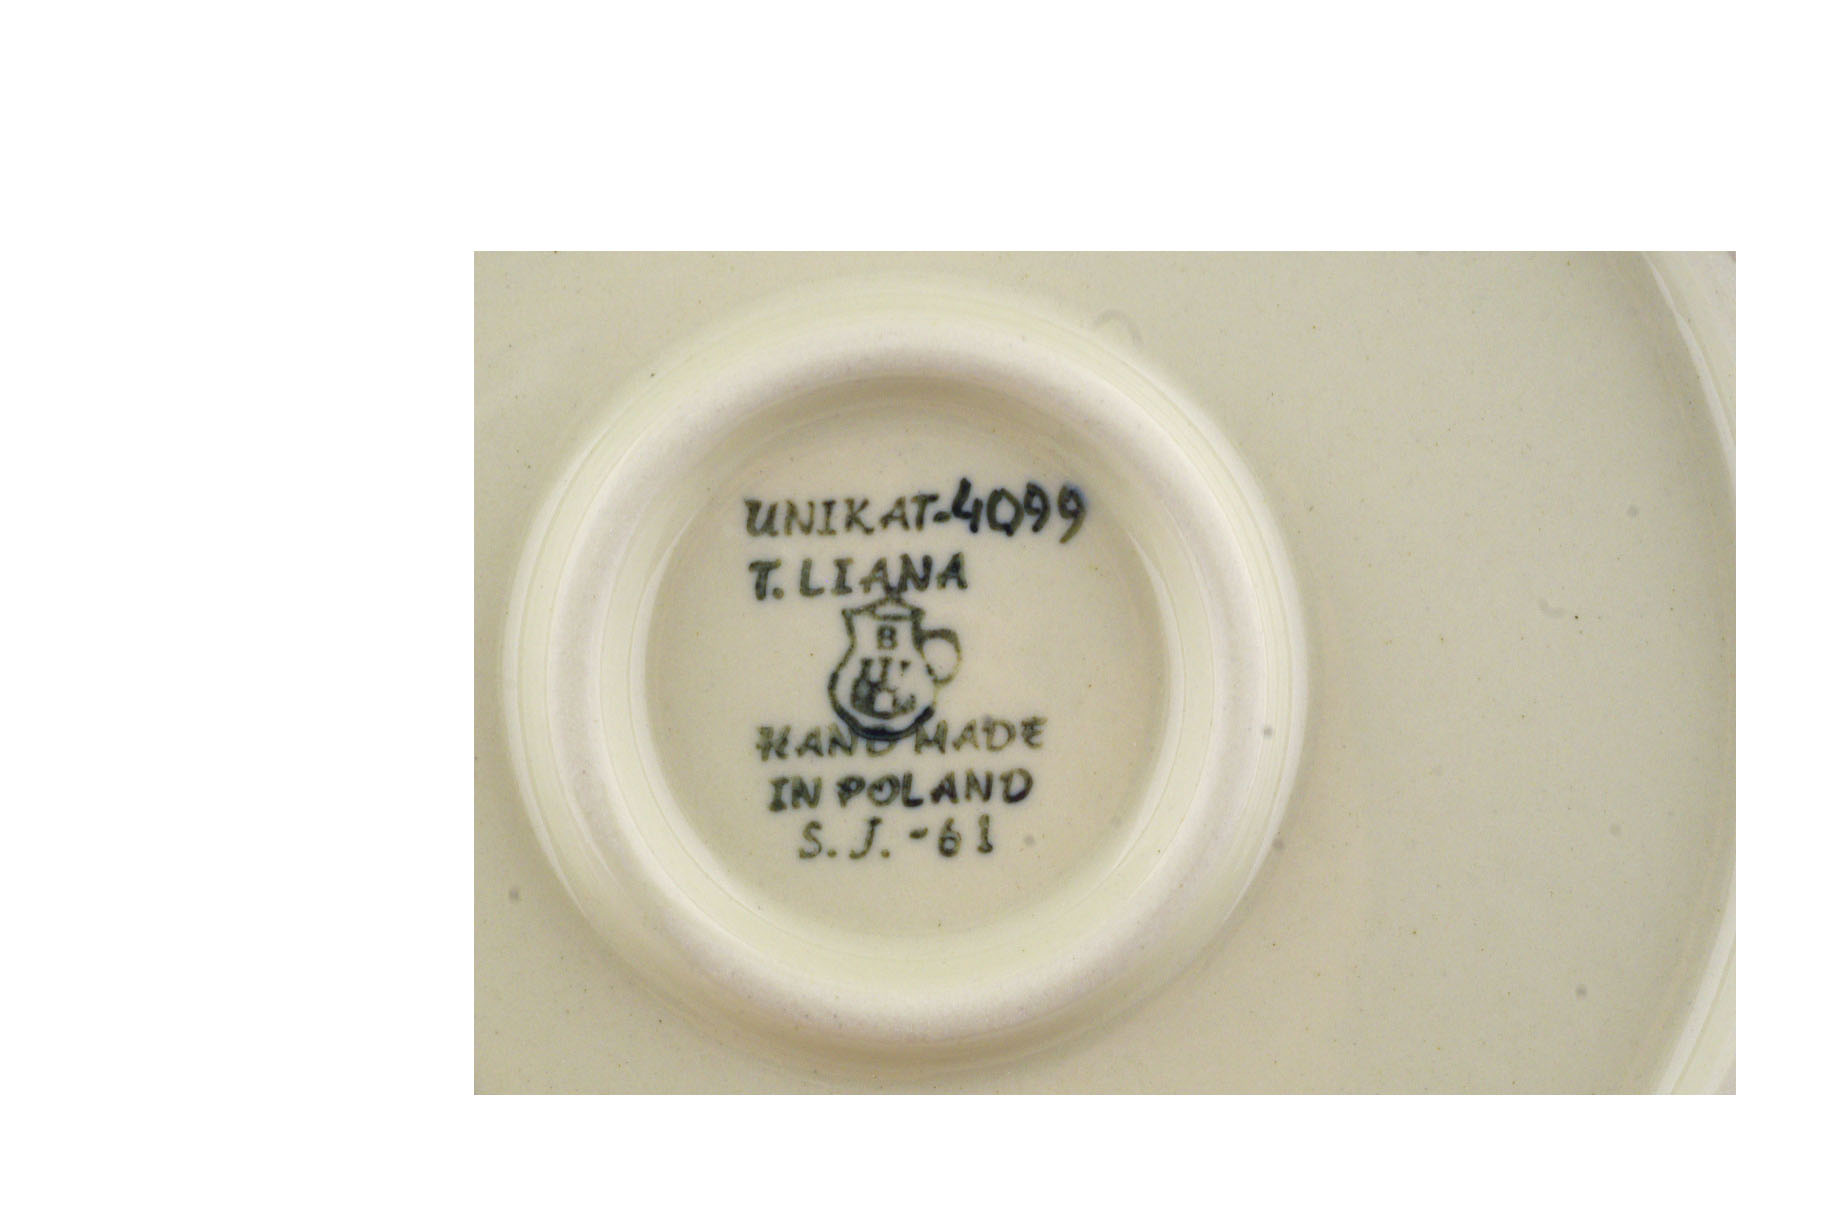 UNIKAT-4099
T. LIANA
B
HAND MADE
IN POLAND
S. J. -61